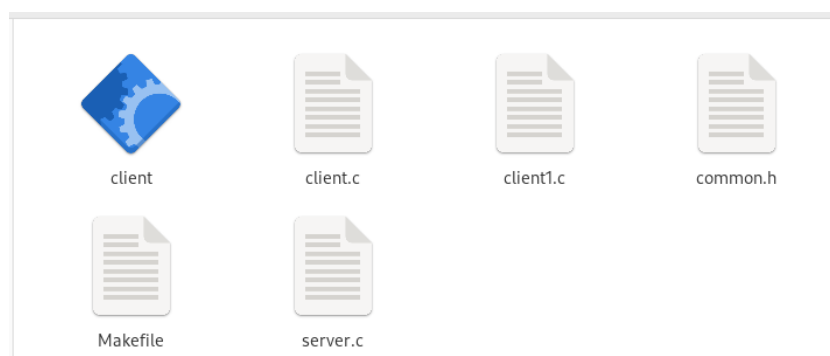 client
client.c
client1.c
common.h
Makefile
server.c